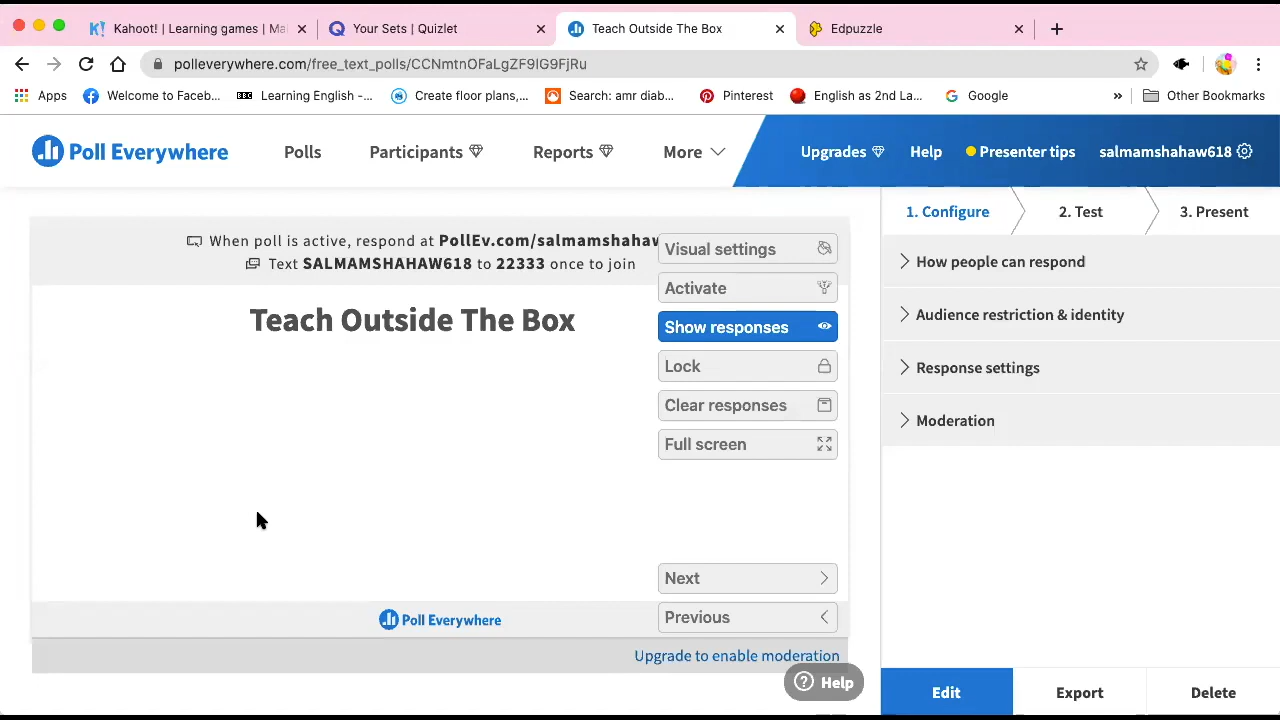 Kahoot! | Learning games | Ma
Your Sets | Quizlet
Teach Outside The Box
Edpuzzle
polleverywhere.com/free_text_polls/CCNmtnOFaLgZF9lG9FjRu
Apps
Welcome to Faceb...
BBC
Learning English -...
Create floor plans,...
Search: amr diab...
Pinterest
English as 2nd La...
Google
»
Other Bookmarks
Poll Everywhere
Polls
Participants
Reports
More
Upgrades
Help
Presenter tips
salmamshahaw618
1. Configure
2. Test
3. Present
When poll is active, respond at PollEv.com/salmamshahaw
Text SALMAMSHAHAW618 to 22333 once to join
Teach Outside The Box
Visual settings
Activate
Show responses
Lock
Clear responses
Full screen
Next
Previous
How people can respond
Audience restriction & identity
Response settings
Moderation
Poll Everywhere
Upgrade to enable moderation
Help
Edit
Export
Delete